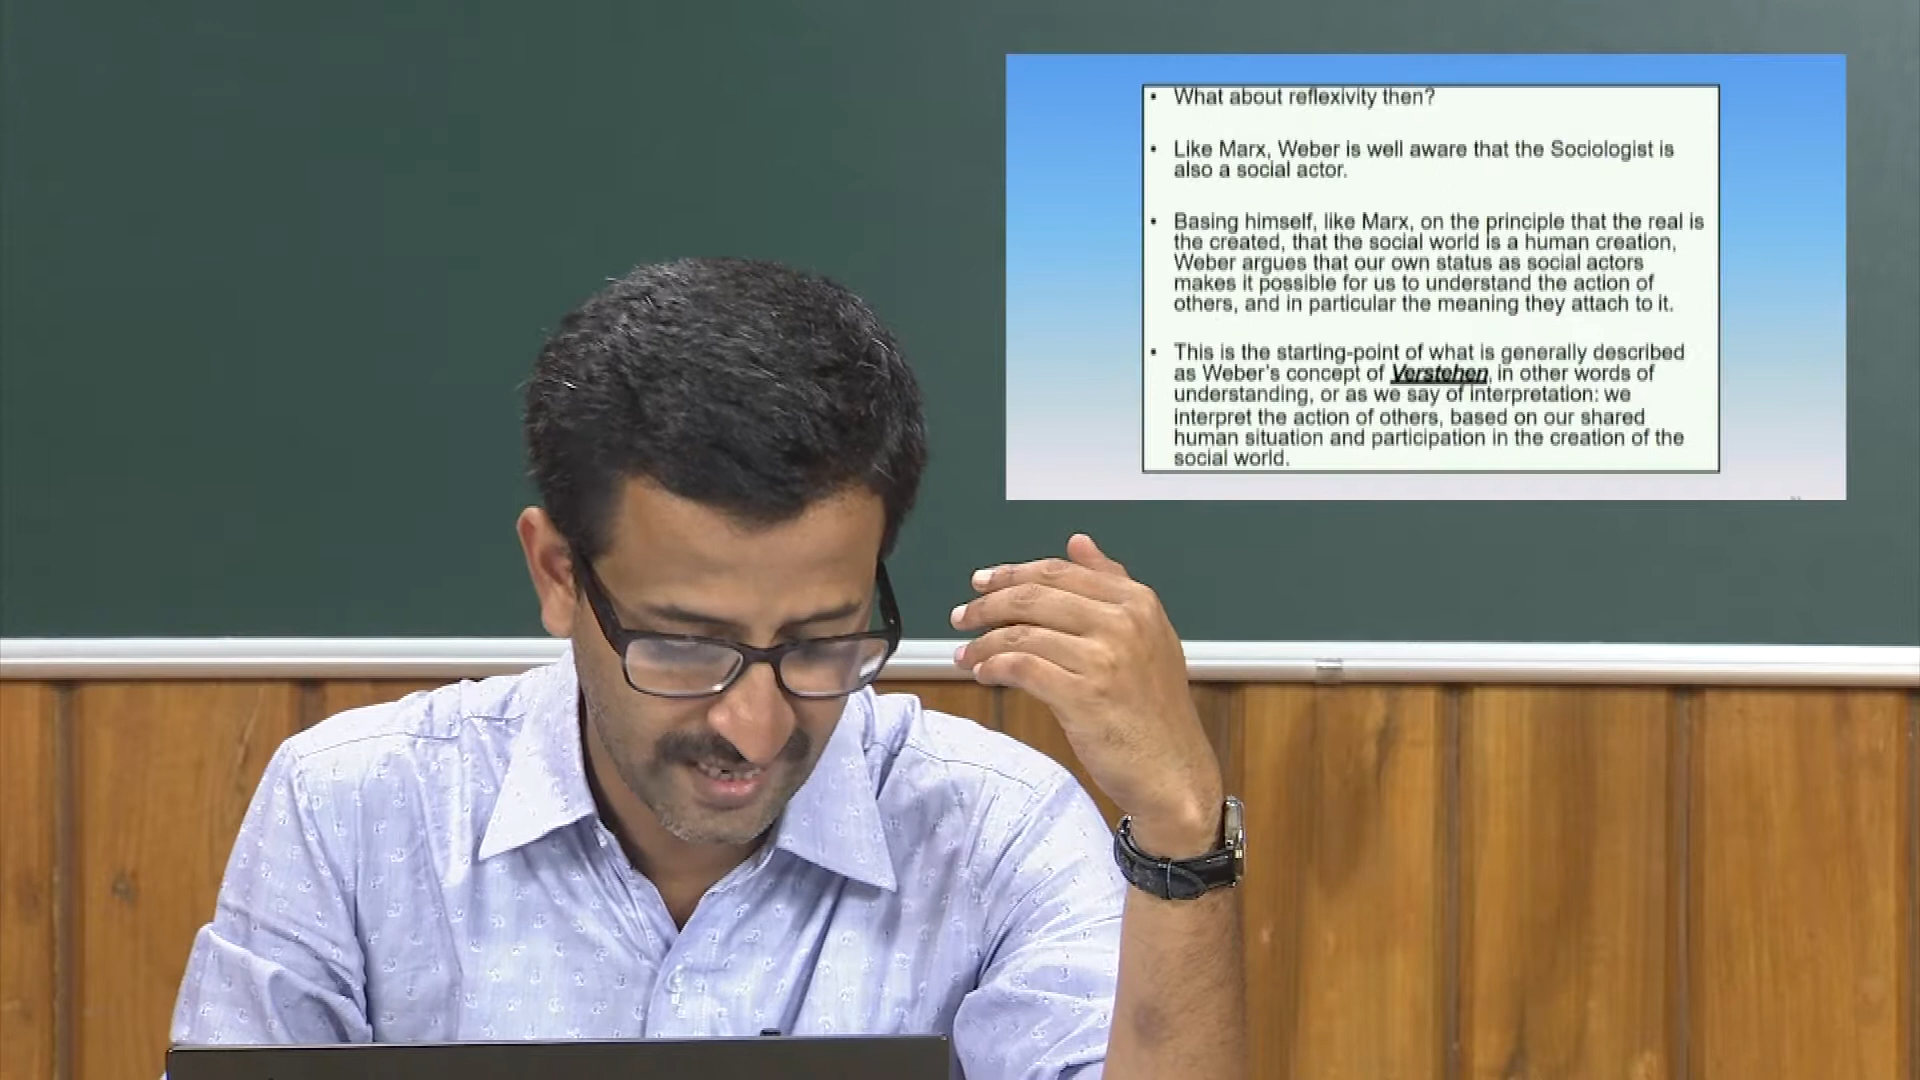 • What about reflexivity then?
• Like Marx, Weber is well aware that the Sociologist is
also a social actor.
• Basing himself, like Marx, on the principle that the real is
the created, that the social world is a human creation,
Weber argues that our own status as social actors
makes it possible for us to understand the action of
others, and in particular the meaning they attach to it.
• This is the starting-point of what is generally described
as Weber's concept of Verstehen, in other words of
understanding, or as we say of interpretation: we
interpret the action of others, based on our shared
human situation and participation in the creation of the
social world.